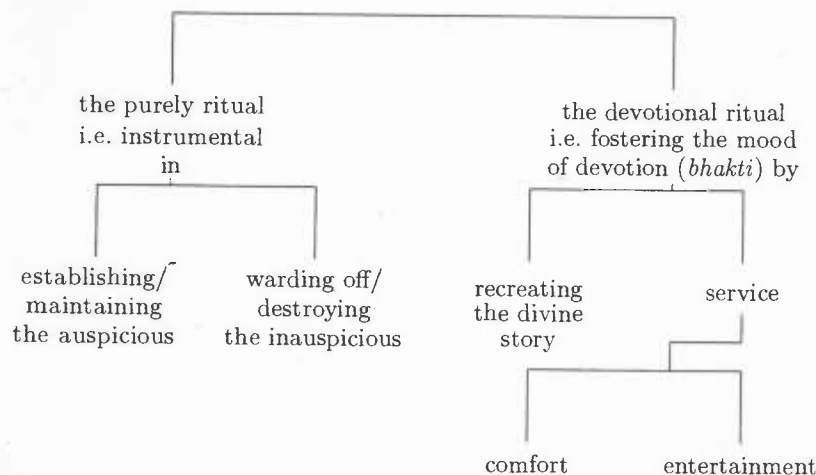 the purely ritual
i.e. instrumental
in
the devotional ritual
i.e. fostering the mood
of devotion (bhakti) by
establishing/
maintaining
the auspicious
warding off/
destroying
the inauspicious
recreating
the divine
story
service
comfort
entertainment